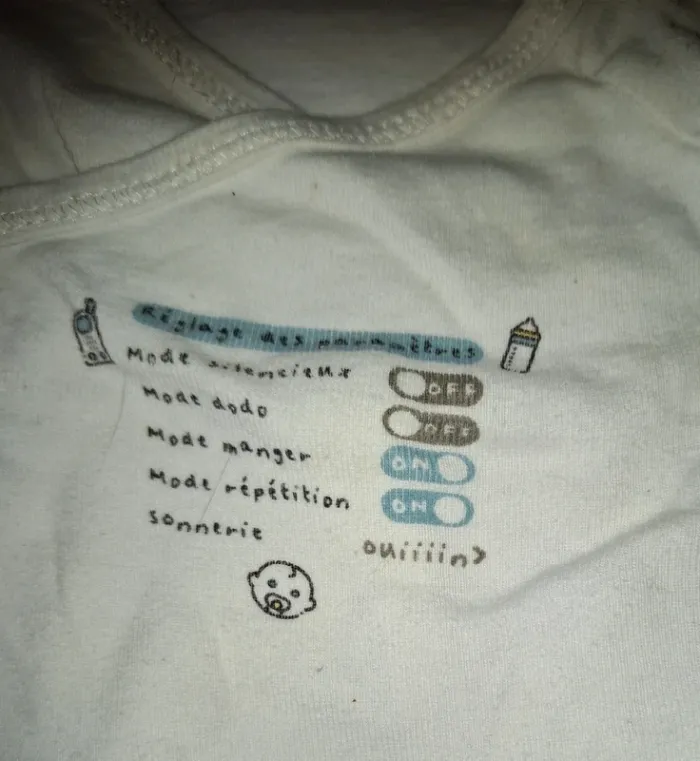 Réglage des paramètres
Mode silencieux OFF
Mode dodo OFF
Mode manger ON
Mode répétition ON
sonnerie ouiiiin>